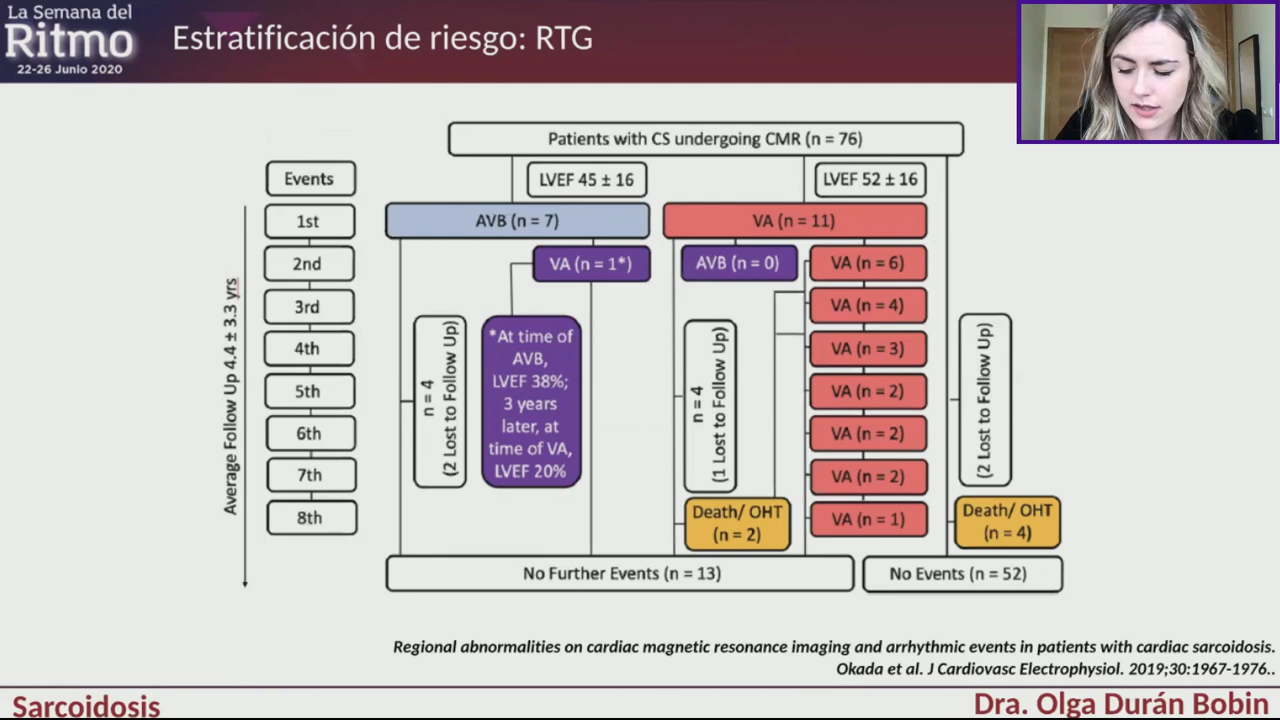 La Semana del
Ritmo
22-26 Junio 2020
Estratificación de riesgo: RTG
Patients with CS undergoing CMR (n = 76)
Events
LVEF 45 ± 16
LVEF 52 ± 16
1st
AVB (n = 7)
VA (n = 11)
2nd
VA (n = 1*)
AVB (n = 0)
VA (n = 6)
3rd
VA (n = 4)
4th
VA (n = 3)
5th
VA (n = 2)
6th
VA (n = 2)
7th
VA (n = 2)
8th
VA (n = 1)
Average Follow Up 4.4 ± 3.3 yrs
n = 4
(2 Lost to Follow Up)
*At time of
AVB,
LVEF 38%;
3 years
later, at
time of VA,
LVEF 20%
n = 4
(1 Lost to Follow Up)
(2 Lost to Follow Up)
Death/ OHT
(n = 2)
Death/ OHT
(n = 4)
No Further Events (n = 13)
No Events (n = 52)
Regional abnormalities on cardiac magnetic resonance imaging and arrhythmic events in patients with cardiac sarcoidosis.
Okada et al. J Cardiovasc Electrophysiol. 2019;30:1967-1976..
Sarcoidosis
Dra. Olga Durán Bobin